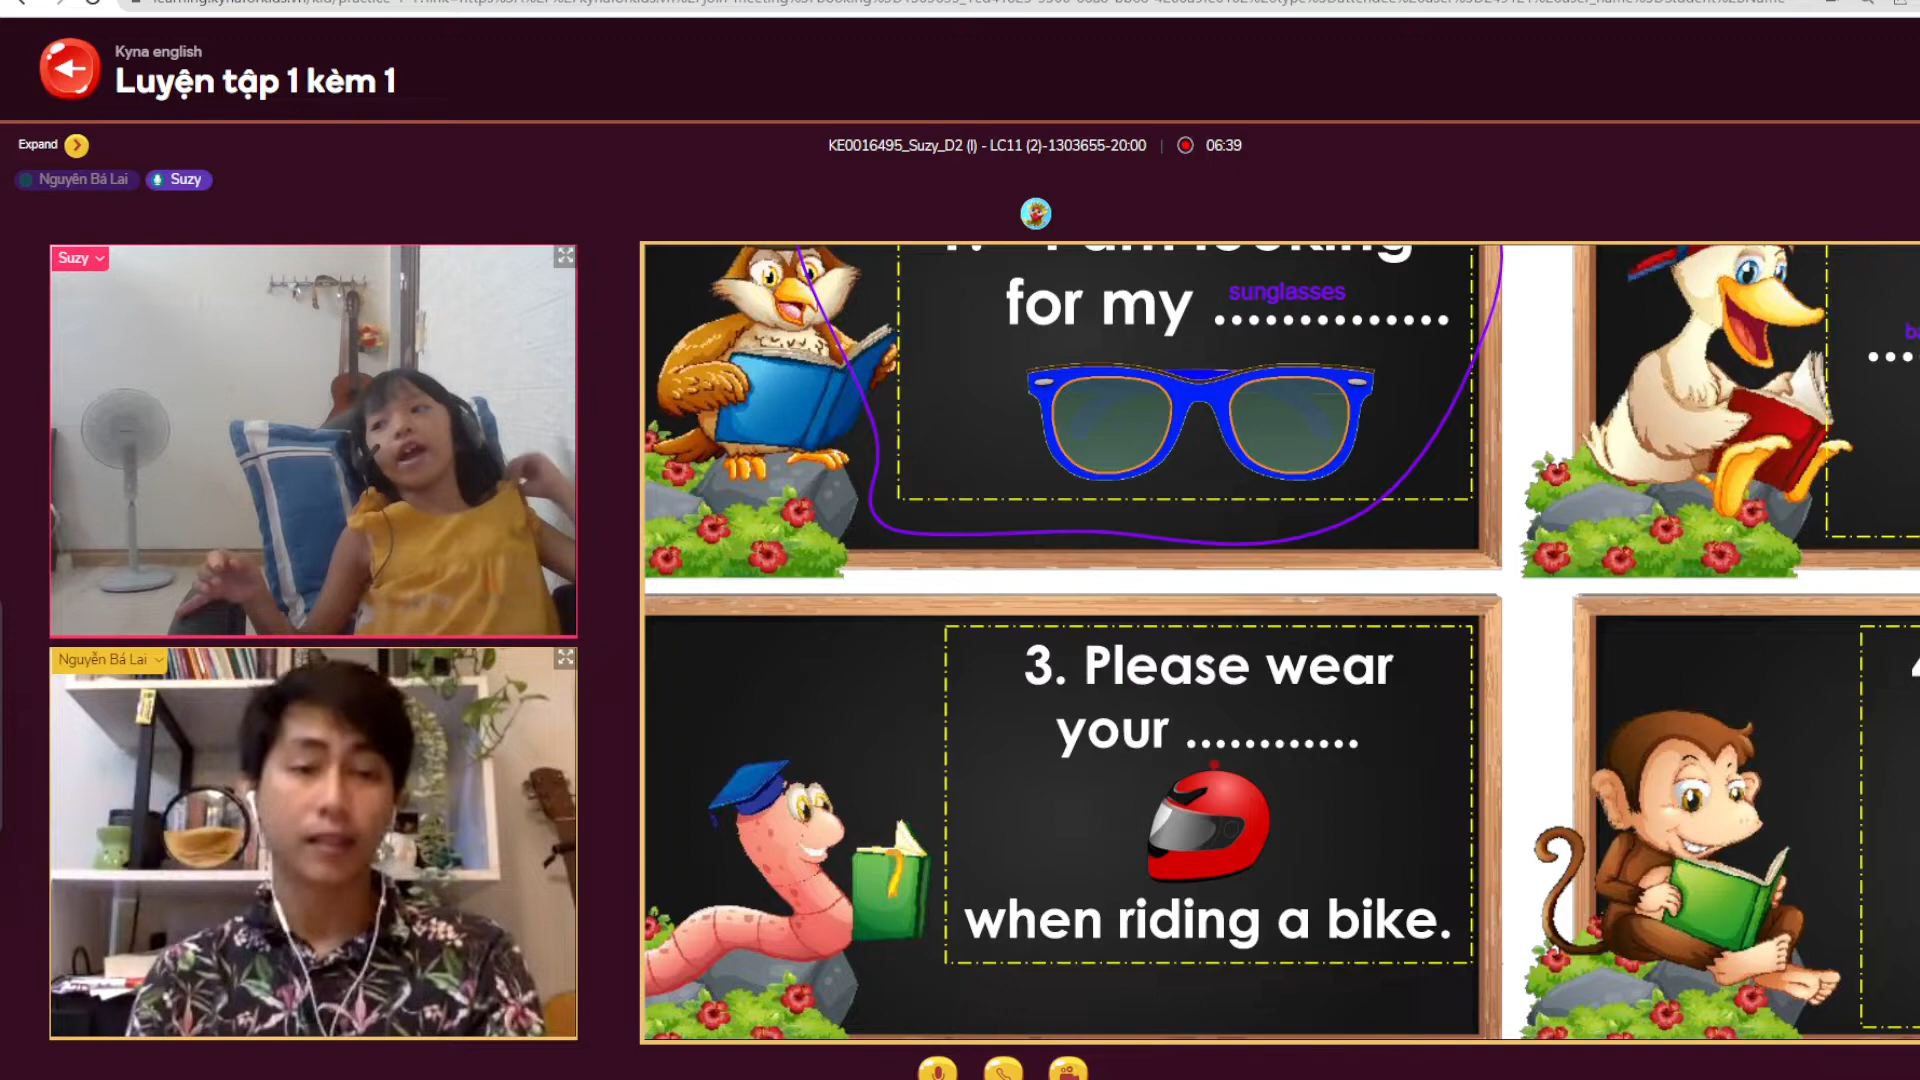 Kyna english
Luyện tập 1 kèm 1
Expand
KE0016495_Suzy_D2 (I) - LC11 (2)-1303655-20:00 | 06:39
Nguyễn Bá Lai
Suzy
Suzy
for my ..............
sunglasses
Nguyễn Bá Lai
3. Please wear
your ............
when riding a bike.